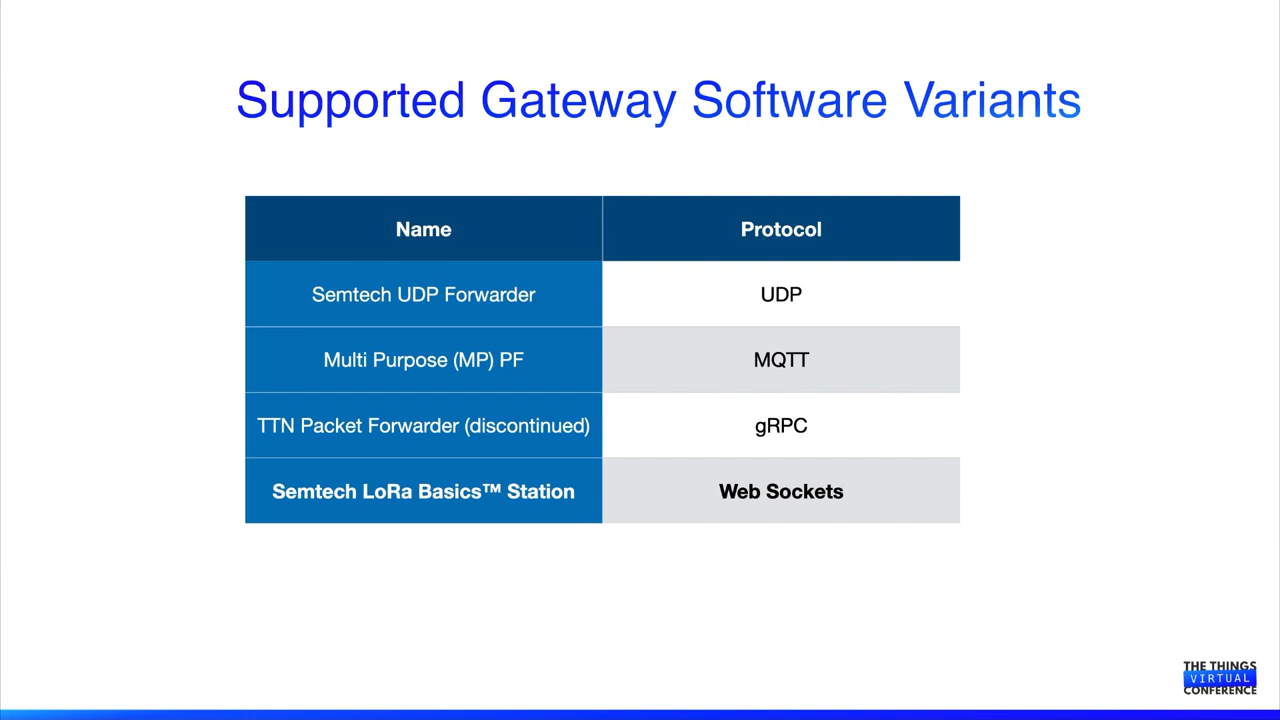 Supported Gateway Software Variants
Name
Protocol
Semtech UDP Forwarder
UDP
Multi Purpose (MP) PF
MQTT
TTN Packet Forwarder (discontinued)
gRPC
Semtech LoRa Basics™ Station
Web Sockets
THE THINGS
VIRTUAL
CONFERENCE